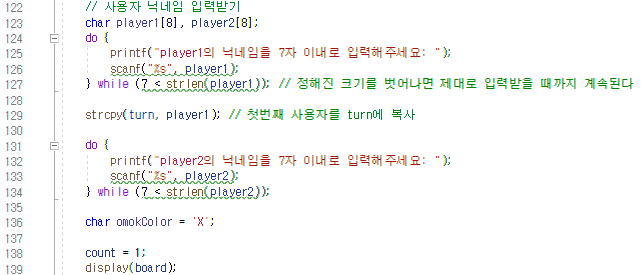 122 // 사용자 닉네임 입력받기
123 char player1[8], player2[8];
124 do {
125 printf("player1의 닉네임을 7자 이내로 입력해주세요: ");
126 scanf("%s", player1);
127 } while (7 < strlen(player1)); // 정해진 크기를 벗어나면 제대로 입력받을 때까지 계속된다
128
129 strcpy(turn, player1); // 첫번째 사용자를 turn에 복사
130
131 do {
132 printf("player2의 닉네임을 7자 이내로 입력해주세요: ");
133 scanf("%s", player2);
134 } while (7 < strlen(player2));
135
136 char omokColor = 'X';
137
138 count = 1;
139 display(board);